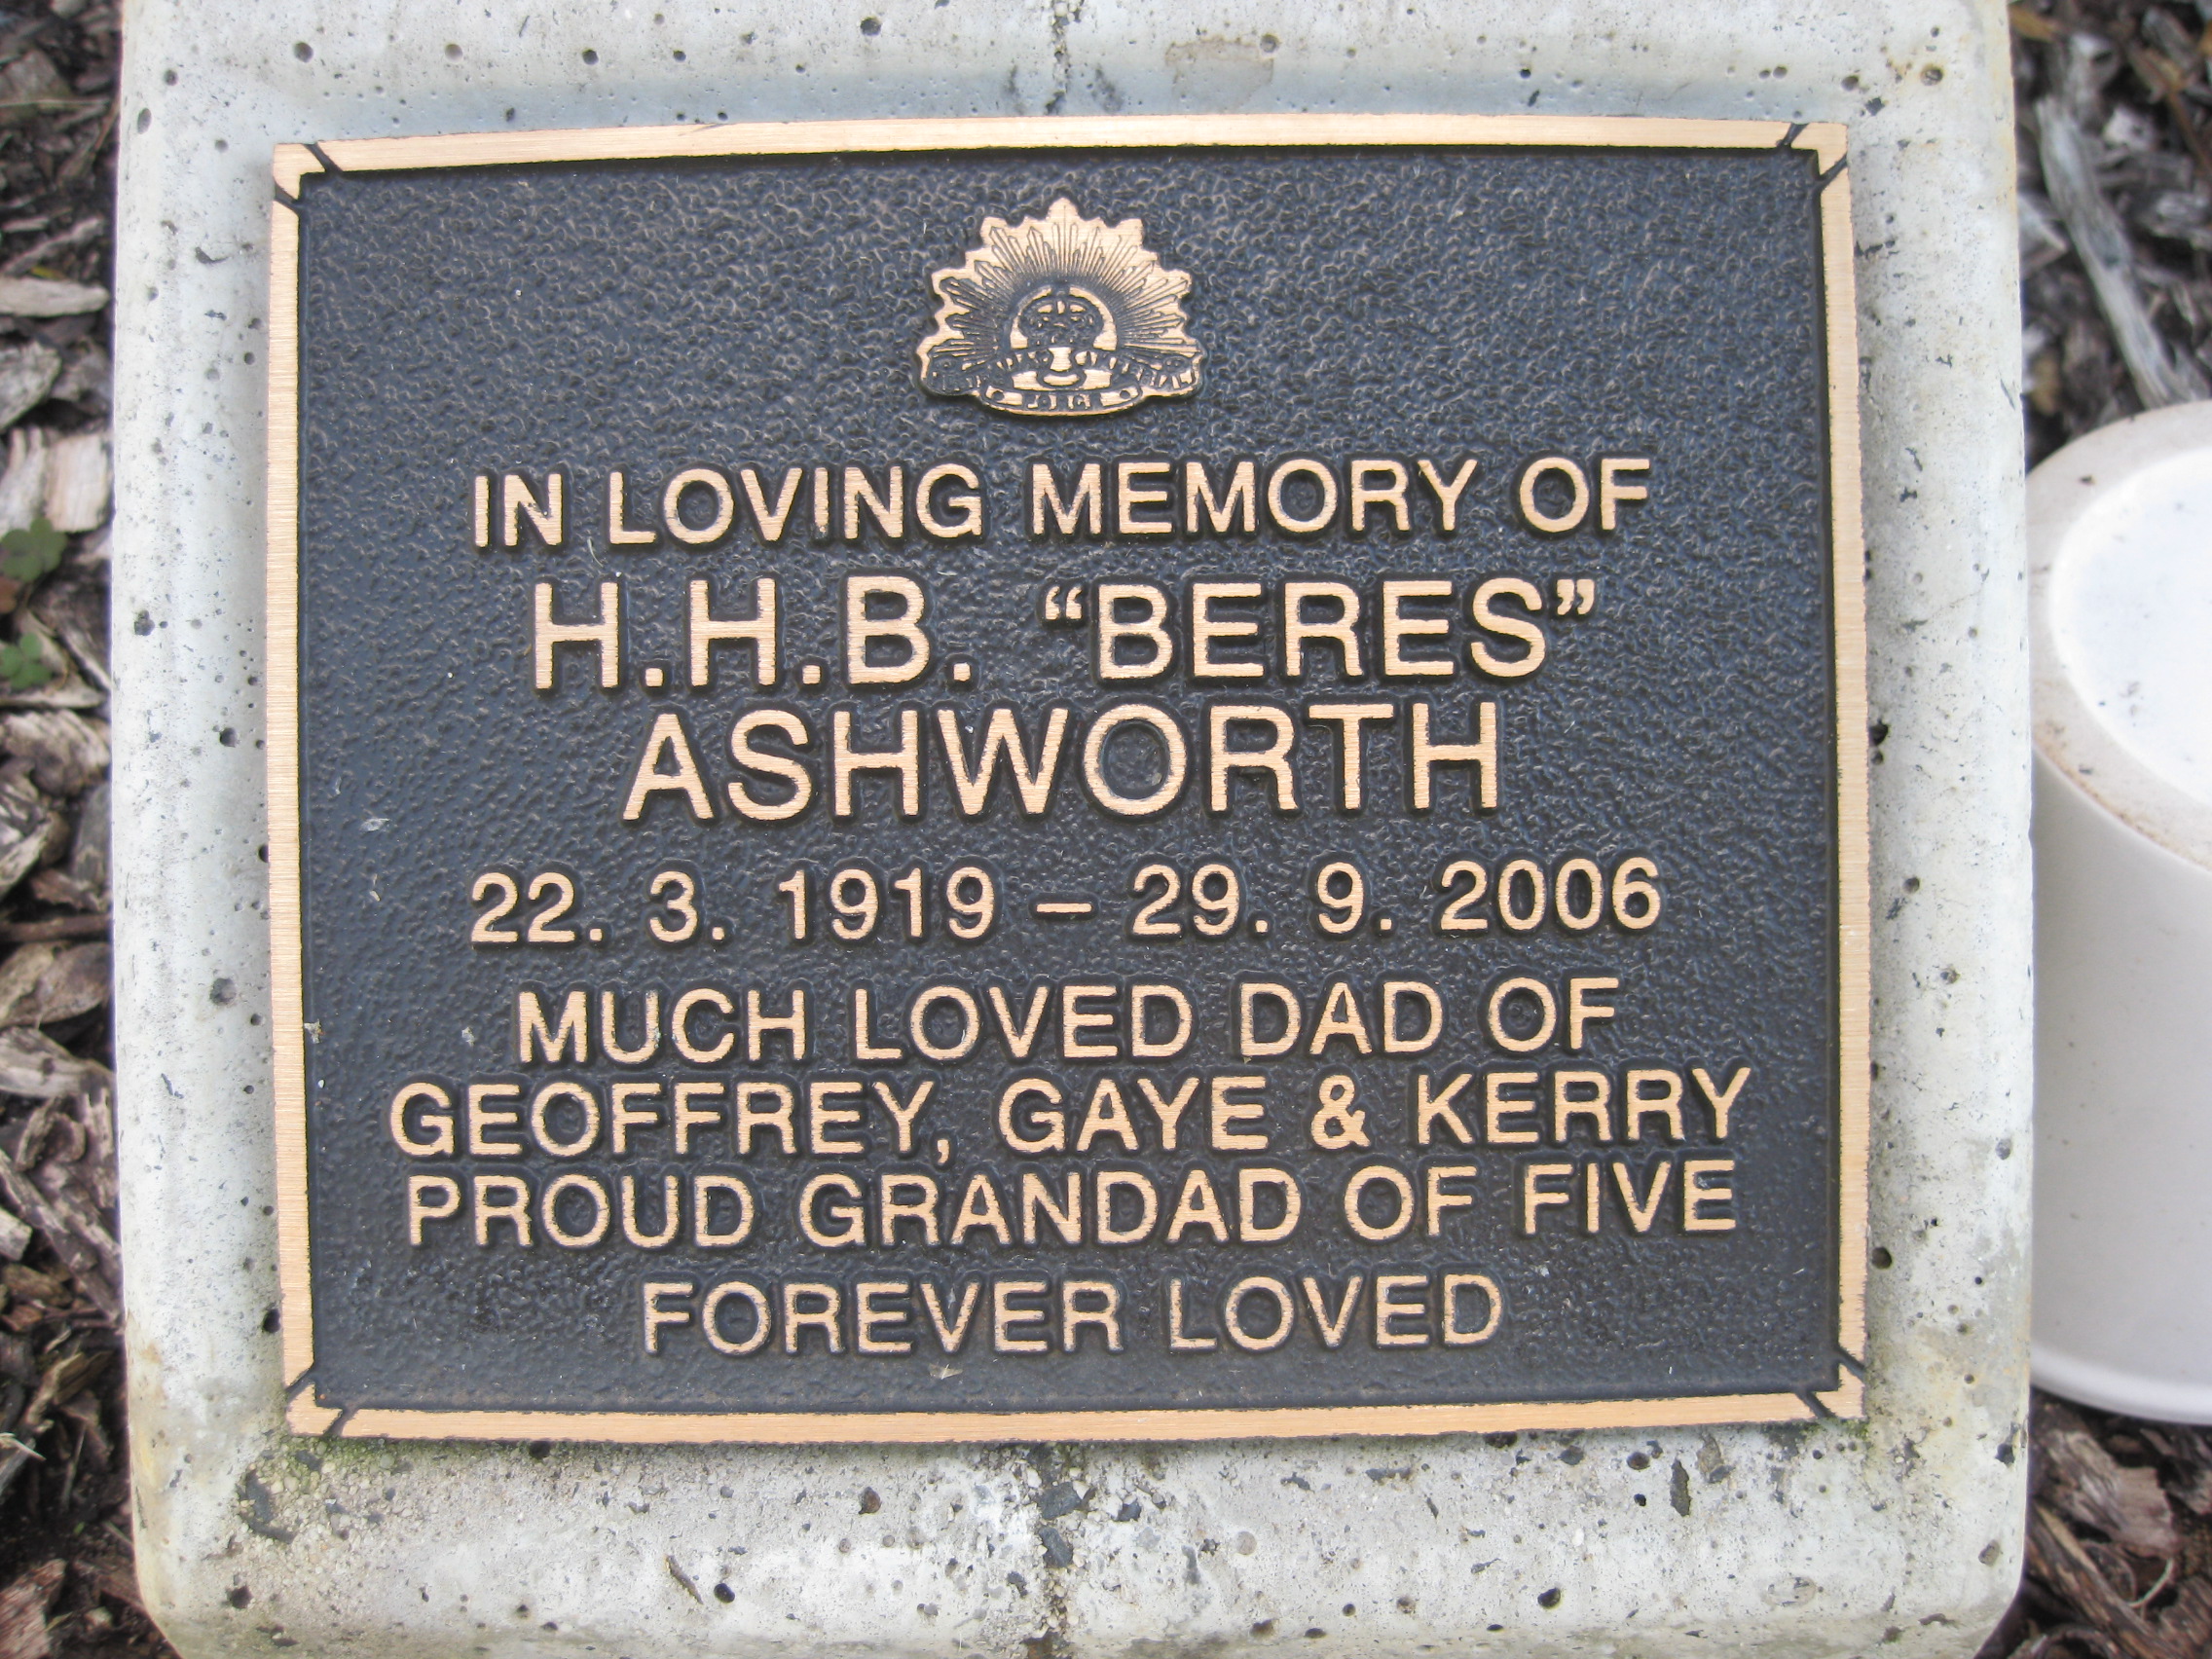 IN LOVING MEMORY OF
H.H.B. “BERES”
ASHWORTH
22. 3. 1919 – 29. 9. 2006
MUCH LOVED DAD OF
GEOFFREY, GAYE & KERRY
PROUD GRANDAD OF FIVE
FOREVER LOVED